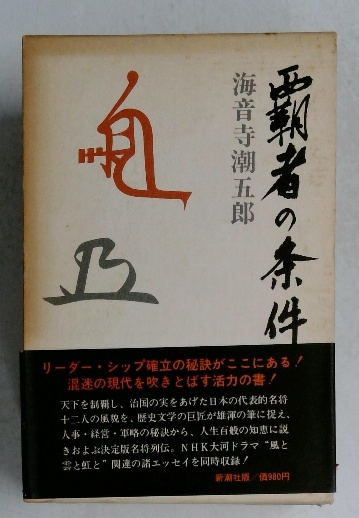 覇者の条件
海音寺潮五郎
リーダー・シップ確立の秘訣がここにある！
混迷の現代を吹きとばす活力の書！
天下を制覇し、治国の実をあげた日本の代表的名将
十二人の風貌を、歴史文学の巨匠が雄渾の筆に捉え、
人事・経営・軍略の秘訣から、人生百般の知恵に説
きおよぶ決定版名将列伝。NHK大河ドラマ“風と
雲と虹と”関連の諸エッセイを同時収録！
新潮社版／価980円